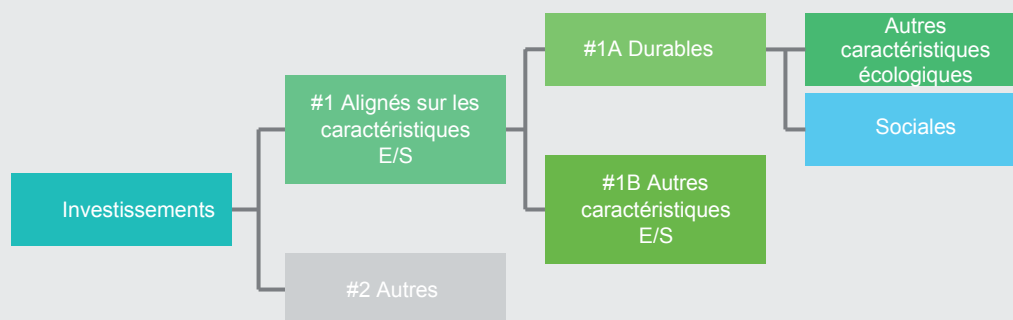 Investissements
#1 Alignés sur les
caractéristiques
E/S
#2 Autres
#1A Durables
#1B Autres
caractéristiques
E/S
Autres
caractéristiques
écologiques
Sociales